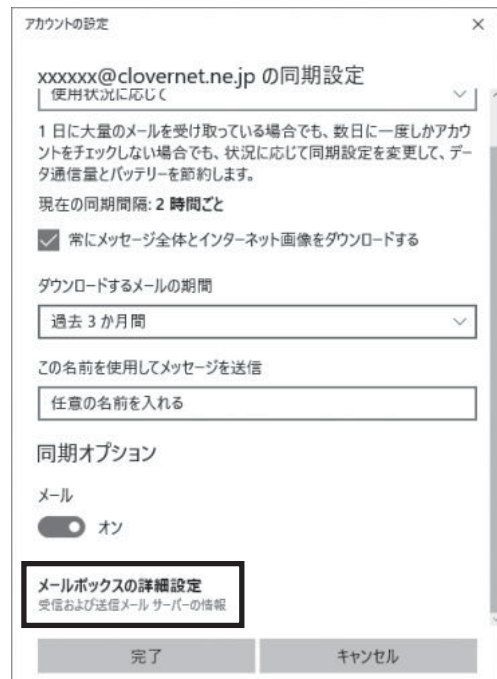 アカウントの設定
xxxxxx@clovernet.ne.jp の同期設定
使用状況に応じて
1 日に大量のメールを受け取っている場合でも、数日に一度しかアカウ
ントをチェックしない場合でも、状況に応じて同期設定を変更して、デー
タ通信量とバッテリーを節約します。
現在の同期間隔: 2 時間ごと
常にメッセージ全体とインターネット画像をダウンロードする
ダウンロードするメールの期間
過去 3 か月間
この名前を使用してメッセージを送信
任意の名前を入れる
同期オプション
メール
オン
メールボックスの詳細設定
受信および送信メール サーバーの情報
完了
キャンセル